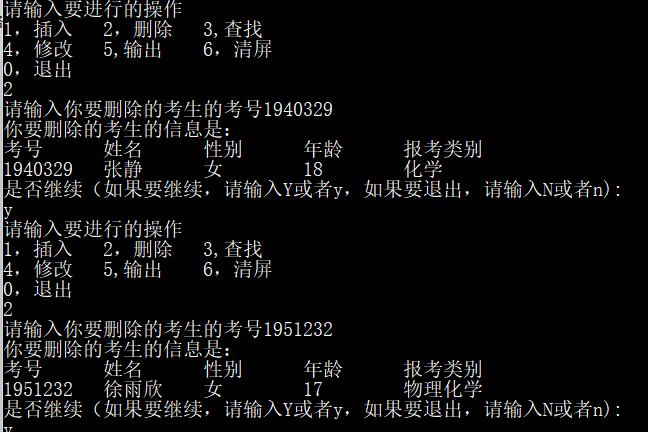 请输入要进行的操作
1，插入 2，删除 3,查找
4，修改 5,输出 6，清屏
0，退出
2
请输入你要删除的考生的考号1940329
你要删除的考生的信息是：
考号 姓名 性别 年龄 报考类别
1940329 张静 女 18 化学
是否继续（如果要继续，请输入Y或者y，如果要退出，请输入N或者n)：
y
请输入要进行的操作
1，插入 2，删除 3,查找
4，修改 5,输出 6，清屏
0，退出
2
请输入你要删除的考生的考号1951232
你要删除的考生的信息是：
考号 姓名 性别 年龄 报考类别
1951232 徐雨欣 女 17 物理化学
是否继续（如果要继续，请输入Y或者y，如果要退出，请输入N或者n)：
y